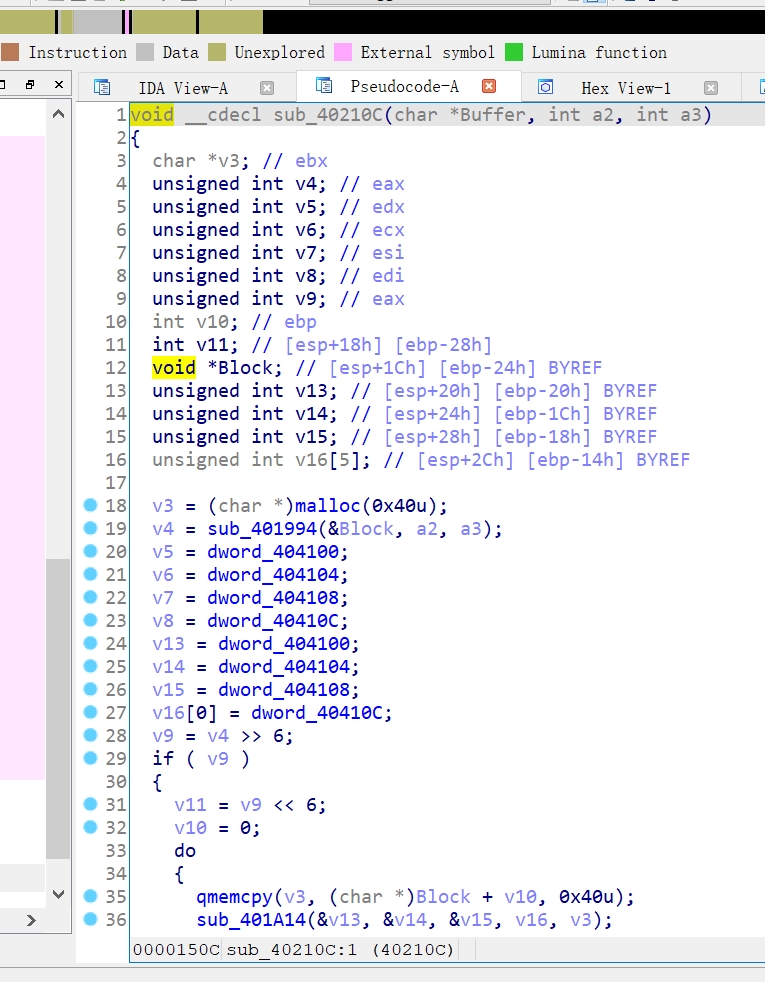 Instruction Data Unexplored External symbol Lumina function
IDA View-A Pseudocode-A Hex View-1
1 void __cdecl sub_40210C(char *Buffer, int a2, int a3)
2 {
3 char *v3; // ebx
4 unsigned int v4; // eax
5 unsigned int v5; // edx
6 unsigned int v6; // ecx
7 unsigned int v7; // esi
8 unsigned int v8; // edi
9 unsigned int v9; // eax
10 int v10; // ebp
11 int v11; // [esp+18h] [ebp-28h]
12 void *Block; // [esp+1Ch] [ebp-24h] BYREF
13 unsigned int v13; // [esp+20h] [ebp-20h] BYREF
14 unsigned int v14; // [esp+24h] [ebp-1Ch] BYREF
15 unsigned int v15; // [esp+28h] [ebp-18h] BYREF
16 unsigned int v16[5]; // [esp+2Ch] [ebp-14h] BYREF
17
18 v3 = (char *)malloc(0x40u);
19 v4 = sub_401994(&Block, a2, a3);
20 v5 = dword_404100;
21 v6 = dword_404104;
22 v7 = dword_404108;
23 v8 = dword_40410C;
24 v13 = dword_404100;
25 v14 = dword_404104;
26 v15 = dword_404108;
27 v16[0] = dword_40410C;
28 v9 = v4 >> 6;
29 if ( v9 )
30 {
31 v11 = v9 << 6;
32 v10 = 0;
33 do
34 {
35 qmemcpy(v3, (char *)Block + v10, 0x40u);
36 sub_401A14(&v13, &v14, &v15, v16, v3);
0000150C sub_40210C:1 (40210C)